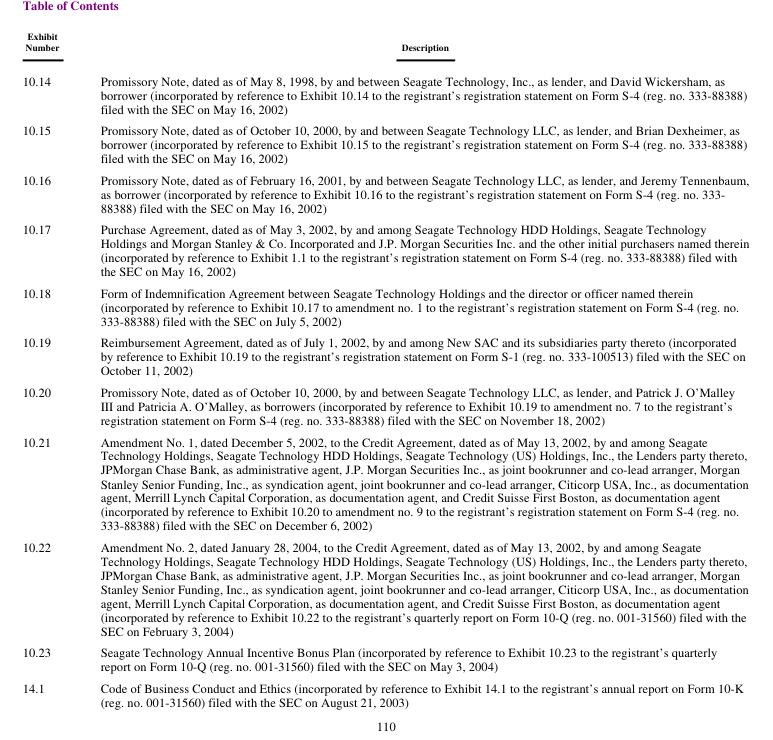 Table of Contents
Exhibit
Number
Description
10.14
Promissory Note, dated as of May 8, 1998, by and between Seagate Technology, Inc., as lender, and David Wickersham, as
borrower (incorporated by reference to Exhibit 10.14 to the registrant’s registration statement on Form S-4 (reg. no. 333-88388)
filed with the SEC on May 16, 2002)
10.15
Promissory Note, dated as of October 10, 2000, by and between Seagate Technology LLC, as lender, and Brian Dexheimer, as
borrower (incorporated by reference to Exhibit 10.15 to the registrant’s registration statement on Form S-4 (reg. no. 333-88388)
filed with the SEC on May 16, 2002)
10.16
Promissory Note, dated as of February 16, 2001, by and between Seagate Technology LLC, as lender, and Jeremy Tennenbaum,
as borrower (incorporated by reference to Exhibit 10.16 to the registrant’s registration statement on Form S-4 (reg. no. 333-
88388) filed with the SEC on May 16, 2002)
10.17
Purchase Agreement, dated as of May 3, 2002, by and among Seagate Technology HDD Holdings, Seagate Technology
Holdings and Morgan Stanley & Co. Incorporated and J.P. Morgan Securities Inc. and the other initial purchasers named therein
(incorporated by reference to Exhibit 1.1 to the registrant’s registration statement on Form S-4 (reg. no. 333-88388) filed with
the SEC on May 16, 2002)
10.18
Form of Indemnification Agreement between Seagate Technology Holdings and the director or officer named therein
(incorporated by reference to Exhibit 10.17 to amendment no. 1 to the registrant’s registration statement on Form S-4 (reg. no.
333-88388) filed with the SEC on July 5, 2002)
10.19
Reimbursement Agreement, dated as of July 1, 2002, by and among New SAC and its subsidiaries party thereto (incorporated
by reference to Exhibit 10.19 to the registrant’s registration statement on Form S-1 (reg. no. 333-100513) filed with the SEC on
October 11, 2002)
10.20
Promissory Note, dated as of October 10, 2000, by and between Seagate Technology LLC, as lender, and Patrick J. O’Malley
III and Patricia A. O’Malley, as borrowers (incorporated by reference to Exhibit 10.19 to amendment no. 7 to the registrant’s
registration statement on Form S-4 (reg. no. 333-88388) filed with the SEC on November 18, 2002)
10.21
Amendment No. 1, dated December 5, 2002, to the Credit Agreement, dated as of May 13, 2002, by and among Seagate
Technology Holdings, Seagate Technology HDD Holdings, Seagate Technology (US) Holdings, Inc., the Lenders party thereto,
JPMorgan Chase Bank, as administrative agent, J.P. Morgan Securities Inc., as joint bookrunner and co-lead arranger, Morgan
Stanley Senior Funding, Inc., as syndication agent, joint bookrunner and co-lead arranger, Citicorp USA, Inc., as documentation
agent, Merrill Lynch Capital Corporation, as documentation agent, and Credit Suisse First Boston, as documentation agent
(incorporated by reference to Exhibit 10.20 to amendment no. 9 to the registrant’s registration statement on Form S-4 (reg. no.
333-88388) filed with the SEC on December 6, 2002)
10.22
Amendment No. 2, dated January 28, 2004, to the Credit Agreement, dated as of May 13, 2002, by and among Seagate
Technology Holdings, Seagate Technology HDD Holdings, Seagate Technology (US) Holdings, Inc., the Lenders party thereto,
JPMorgan Chase Bank, as administrative agent, J.P. Morgan Securities Inc., as joint bookrunner and co-lead arranger, Morgan
Stanley Senior Funding, Inc., as syndication agent, joint bookrunner and co-lead arranger, Citicorp USA, Inc., as documentation
agent, Merrill Lynch Capital Corporation, as documentation agent, and Credit Suisse First Boston, as documentation agent
(incorporated by reference to Exhibit 10.22 to the registrant’s quarterly report on Form 10-Q (reg. no. 001-31560) filed with the
SEC on February 3, 2004)
10.23
Seagate Technology Annual Incentive Bonus Plan (incorporated by reference to Exhibit 10.23 to the registrant’s quarterly
report on Form 10-Q (reg. no. 001-31560) filed with the SEC on May 3, 2004)
14.1
Code of Business Conduct and Ethics (incorporated by reference to Exhibit 14.1 to the registrant’s annual report on Form 10-K
(reg. no. 001-31560) filed with the SEC on August 21, 2003)
110